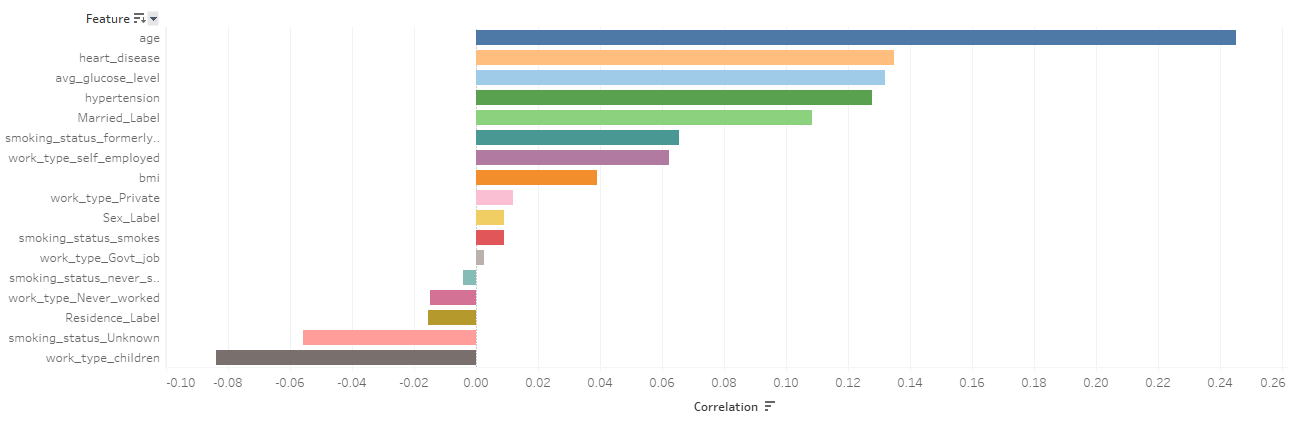 Feature
age
heart_disease
avg_glucose_level
hypertension
Married_Label
smoking_status_formerly..
work_type_self_employed
bmi
work_type_Private
Sex_Label
smoking_status_smokes
work_type_Govt_job
smoking_status_never_s..
work_type_Never_worked
Residence_Label
smoking_status_Unknown
work_type_children
-0.10 -0.08 -0.06 -0.04 -0.02 0.00 0.02 0.04 0.06 0.08 0.10 0.12 0.14 0.16 0.18 0.20 0.22 0.24 0.26
Correlation